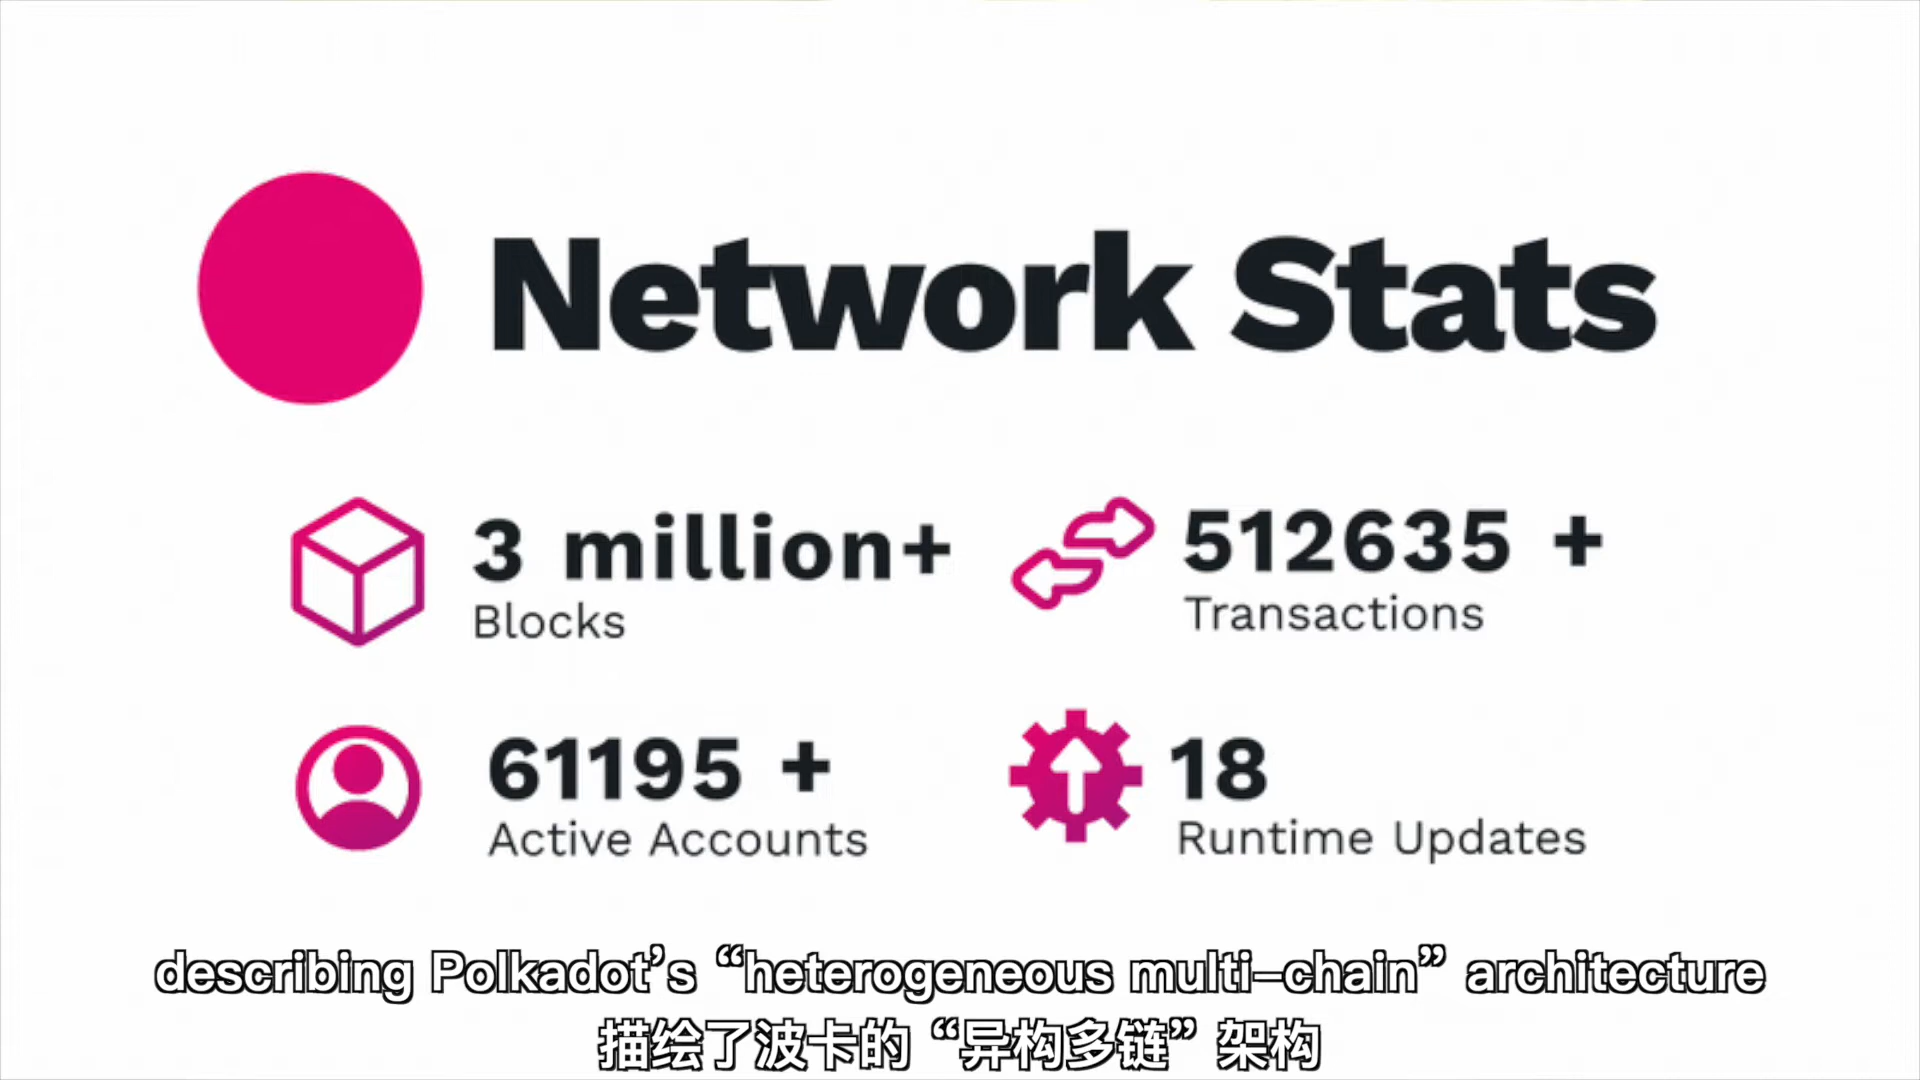 Network Stats
3 million+
Blocks
512635 +
Transactions
61195 +
Active Accounts
18
Runtime Updates
describing Polkadot’s “heterogeneous multi-chain” architecture
描绘了波卡的“异构多链”架构